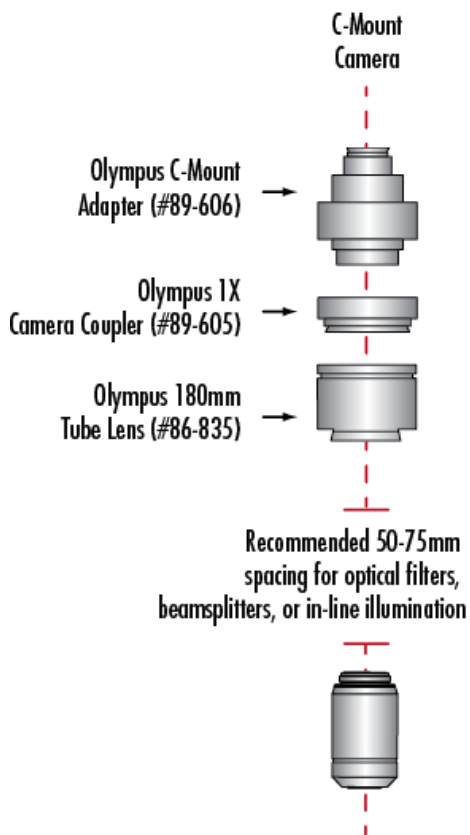 C-Mount
Camera
Olympus C-Mount
Adapter (#89-606)
Olympus 1X
Camera Coupler (#89-605)
Olympus 180mm
Tube Lens (#86-835)
Recommended 50-75mm
spacing for optical filters,
beamsplitters, or in-line illumination